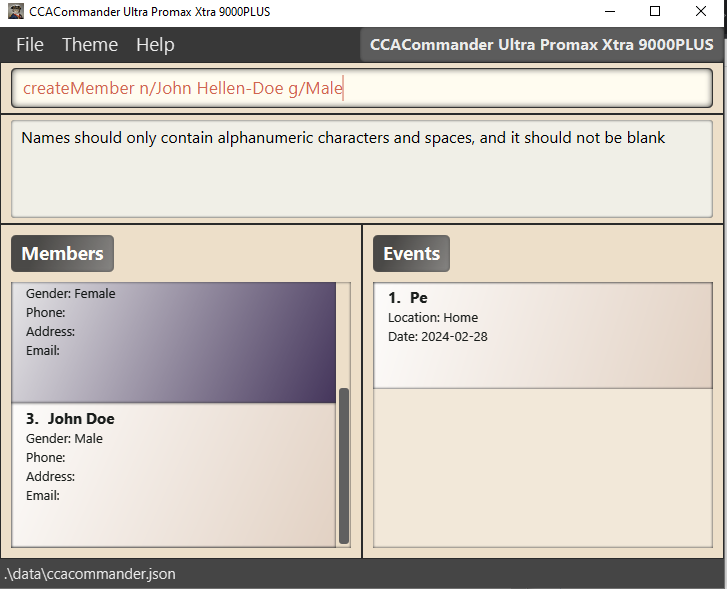 CCACommander Ultra Promax Xtra 9000PLUS
File Theme Help CCACommander Ultra Promax Xtra 9000PLUS
createMember n/John Hellen-Doe g/Male
Names should only contain alphanumeric characters and spaces, and it should not be blank
Members
Gender: Female
Phone:
Address:
Email:
3. John Doe
Gender: Male
Phone:
Address:
Email:
Events
1. Pe
Location: Home
Date: 2024-02-28
.\data\ccacommander.json